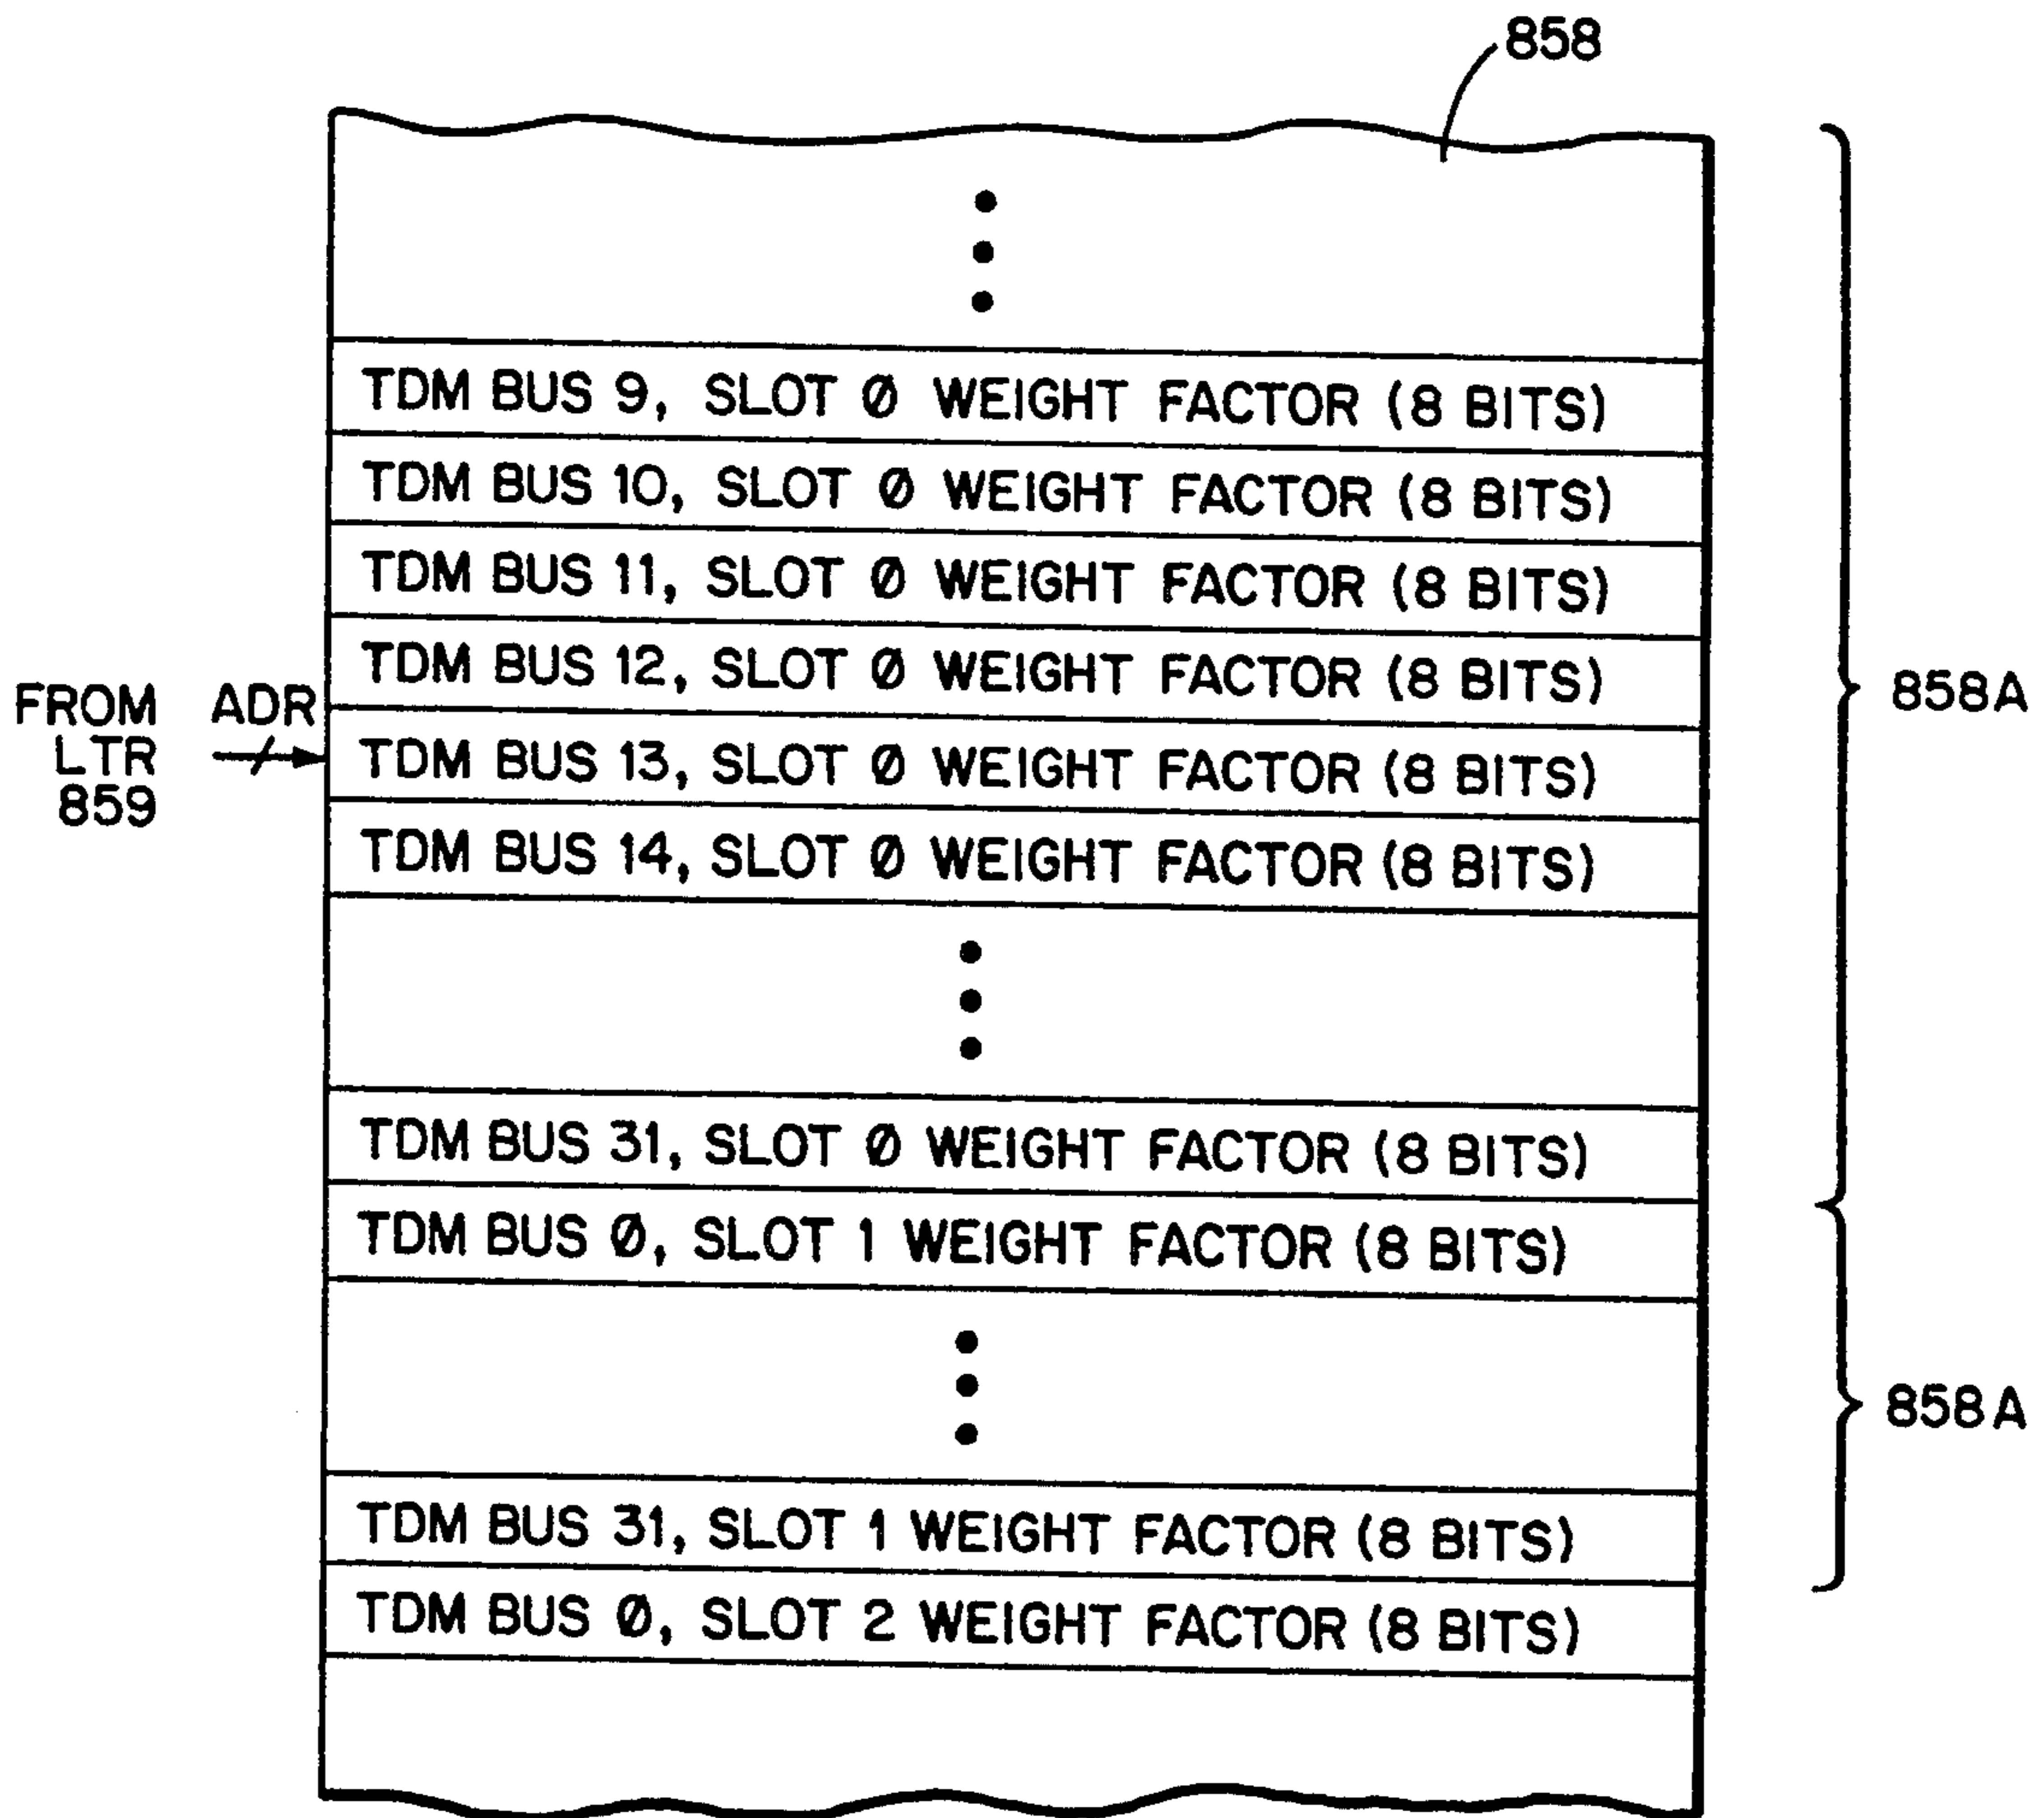 858
TDM BUS 9, SLOT Ø WEIGHT FACTOR (8 BITS)
TDM BUS 10, SLOT Ø WEIGHT FACTOR (8 BITS)
TDM BUS 11, SLOT Ø WEIGHT FACTOR (8 BITS)
TDM BUS 12, SLOT Ø WEIGHT FACTOR (8 BITS)
858A
FROM ADR
LTR
859
TDM BUS 13, SLOT Ø WEIGHT FACTOR (8 BITS)
TDM BUS 14, SLOT Ø WEIGHT FACTOR (8 BITS)
TDM BUS 31, SLOT Ø WEIGHT FACTOR (8 BITS)
TDM BUS Ø, SLOT 1 WEIGHT FACTOR (8 BITS)
858A
TDM BUS 31, SLOT 1 WEIGHT FACTOR (8 BITS)
TDM BUS Ø, SLOT 2 WEIGHT FACTOR (8 BITS)